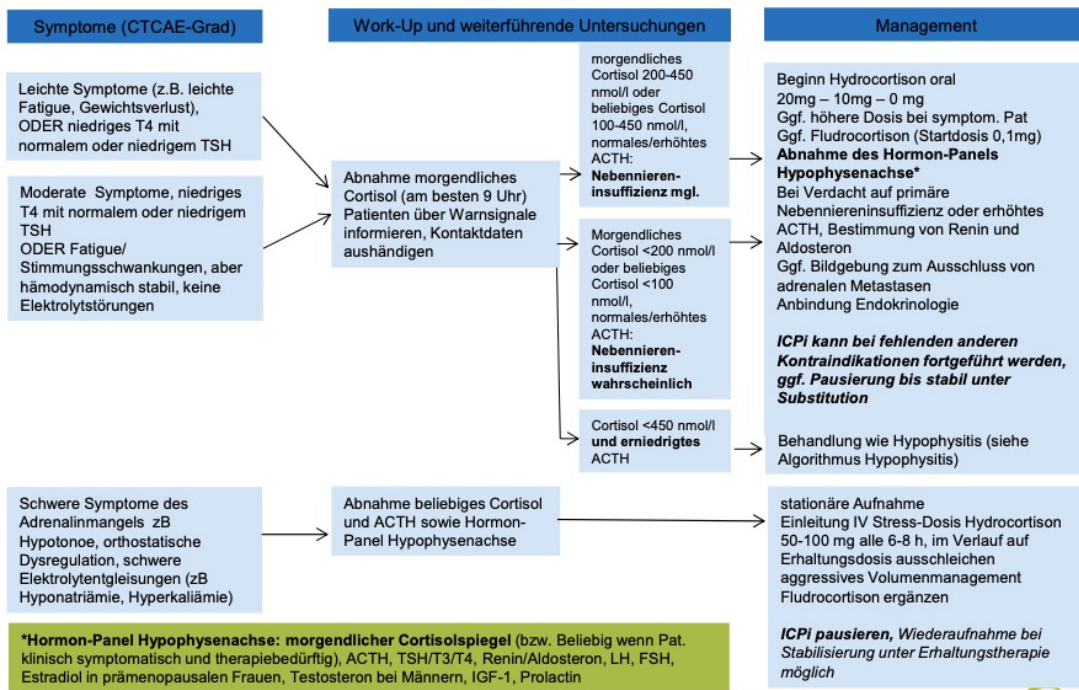 Symptome (CTCAE-Grad)
Work-Up und weiterführende Untersuchungen
Management
Leichte Symptome (z.B. leichte
Fatigue, Gewichtsverlust),
ODER niedriges T4 mit
normalem oder niedrigem TSH
Moderate Symptome, niedriges
T4 mit normalem oder niedrigem
TSH
ODER Fatigue/
Stimmungsschwankungen, aber
hämodynamisch stabil, keine
Elektrolytstörungen
Abnahme morgendliches
Cortisol (am besten 9 Uhr)
Patienten über Warnsignale
informieren, Kontaktdaten
aushändigen
morgendliches
Cortisol 200-450
nmol/l oder
beliebiges Cortisol
100-450 nmol/l,
normales/erhöhtes
ACTH:
Nebennieren-
insuffizienz mgl.
Morgendliches
Cortisol <200 nmol/l
oder beliebiges
Cortisol <100
nmol/l,
normales/erhöhtes
ACTH:
Nebennieren-
insuffizienz
wahrscheinlich
Cortisol <450 nmol/l
und erniedrigtes
ACTH
Beginn Hydrocortison oral
20mg – 10mg – 0 mg
Ggf. höhere Dosis bei symptom. Pat
Ggf. Fludrocortison (Startdosis 0,1mg)
Abnahme des Hormon-Panels
Hypophysenachse*
Bei Verdacht auf primäre
Nebenniereninsuffizienz oder erhöhtes
ACTH, Bestimmung von Renin und
Aldosteron
Ggf. Bildgebung zum Ausschluss von
adrenalen Metastasen
Anbindung Endokrinologie
ICPi kann bei fehlenden anderen
Kontraindikationen fortgeführt werden,
ggf. Pausierung bis stabil unter
Substitution
Behandlung wie Hypophysitis (siehe
Algorithmus Hypophysitis)
Schwere Symptome des
Adrenalinmangels zB
Hypotonoe, orthostatische
Dysregulation, schwere
Elektrolytentgleisungen (zB
Hyponatriämie, Hyperkaliämie)
Abnahme beliebiges Cortisol
und ACTH sowie Hormon-
Panel Hypophysenachse
stationäre Aufnahme
Einleitung IV Stress-Dosis Hydrocortison
50-100 mg alle 6-8 h, im Verlauf auf
Erhaltungsdosis ausschleichen
aggressives Volumenmanagement
Fludrocortison ergänzen
ICPi pausieren, Wiederaufnahme bei
Stabilisierung unter Erhaltungstherapie
möglich
*Hormon-Panel Hypophysenachse: morgendlicher Cortisolspiegel (bzw. Beliebig wenn Pat.
klinisch symptomatisch und therapiebedürftig), ACTH, TSH/T3/T4, Renin/Aldosteron, LH, FSH,
Estradiol in prämenopausalen Frauen, Testosteron bei Männern, IGF-1, Prolactin